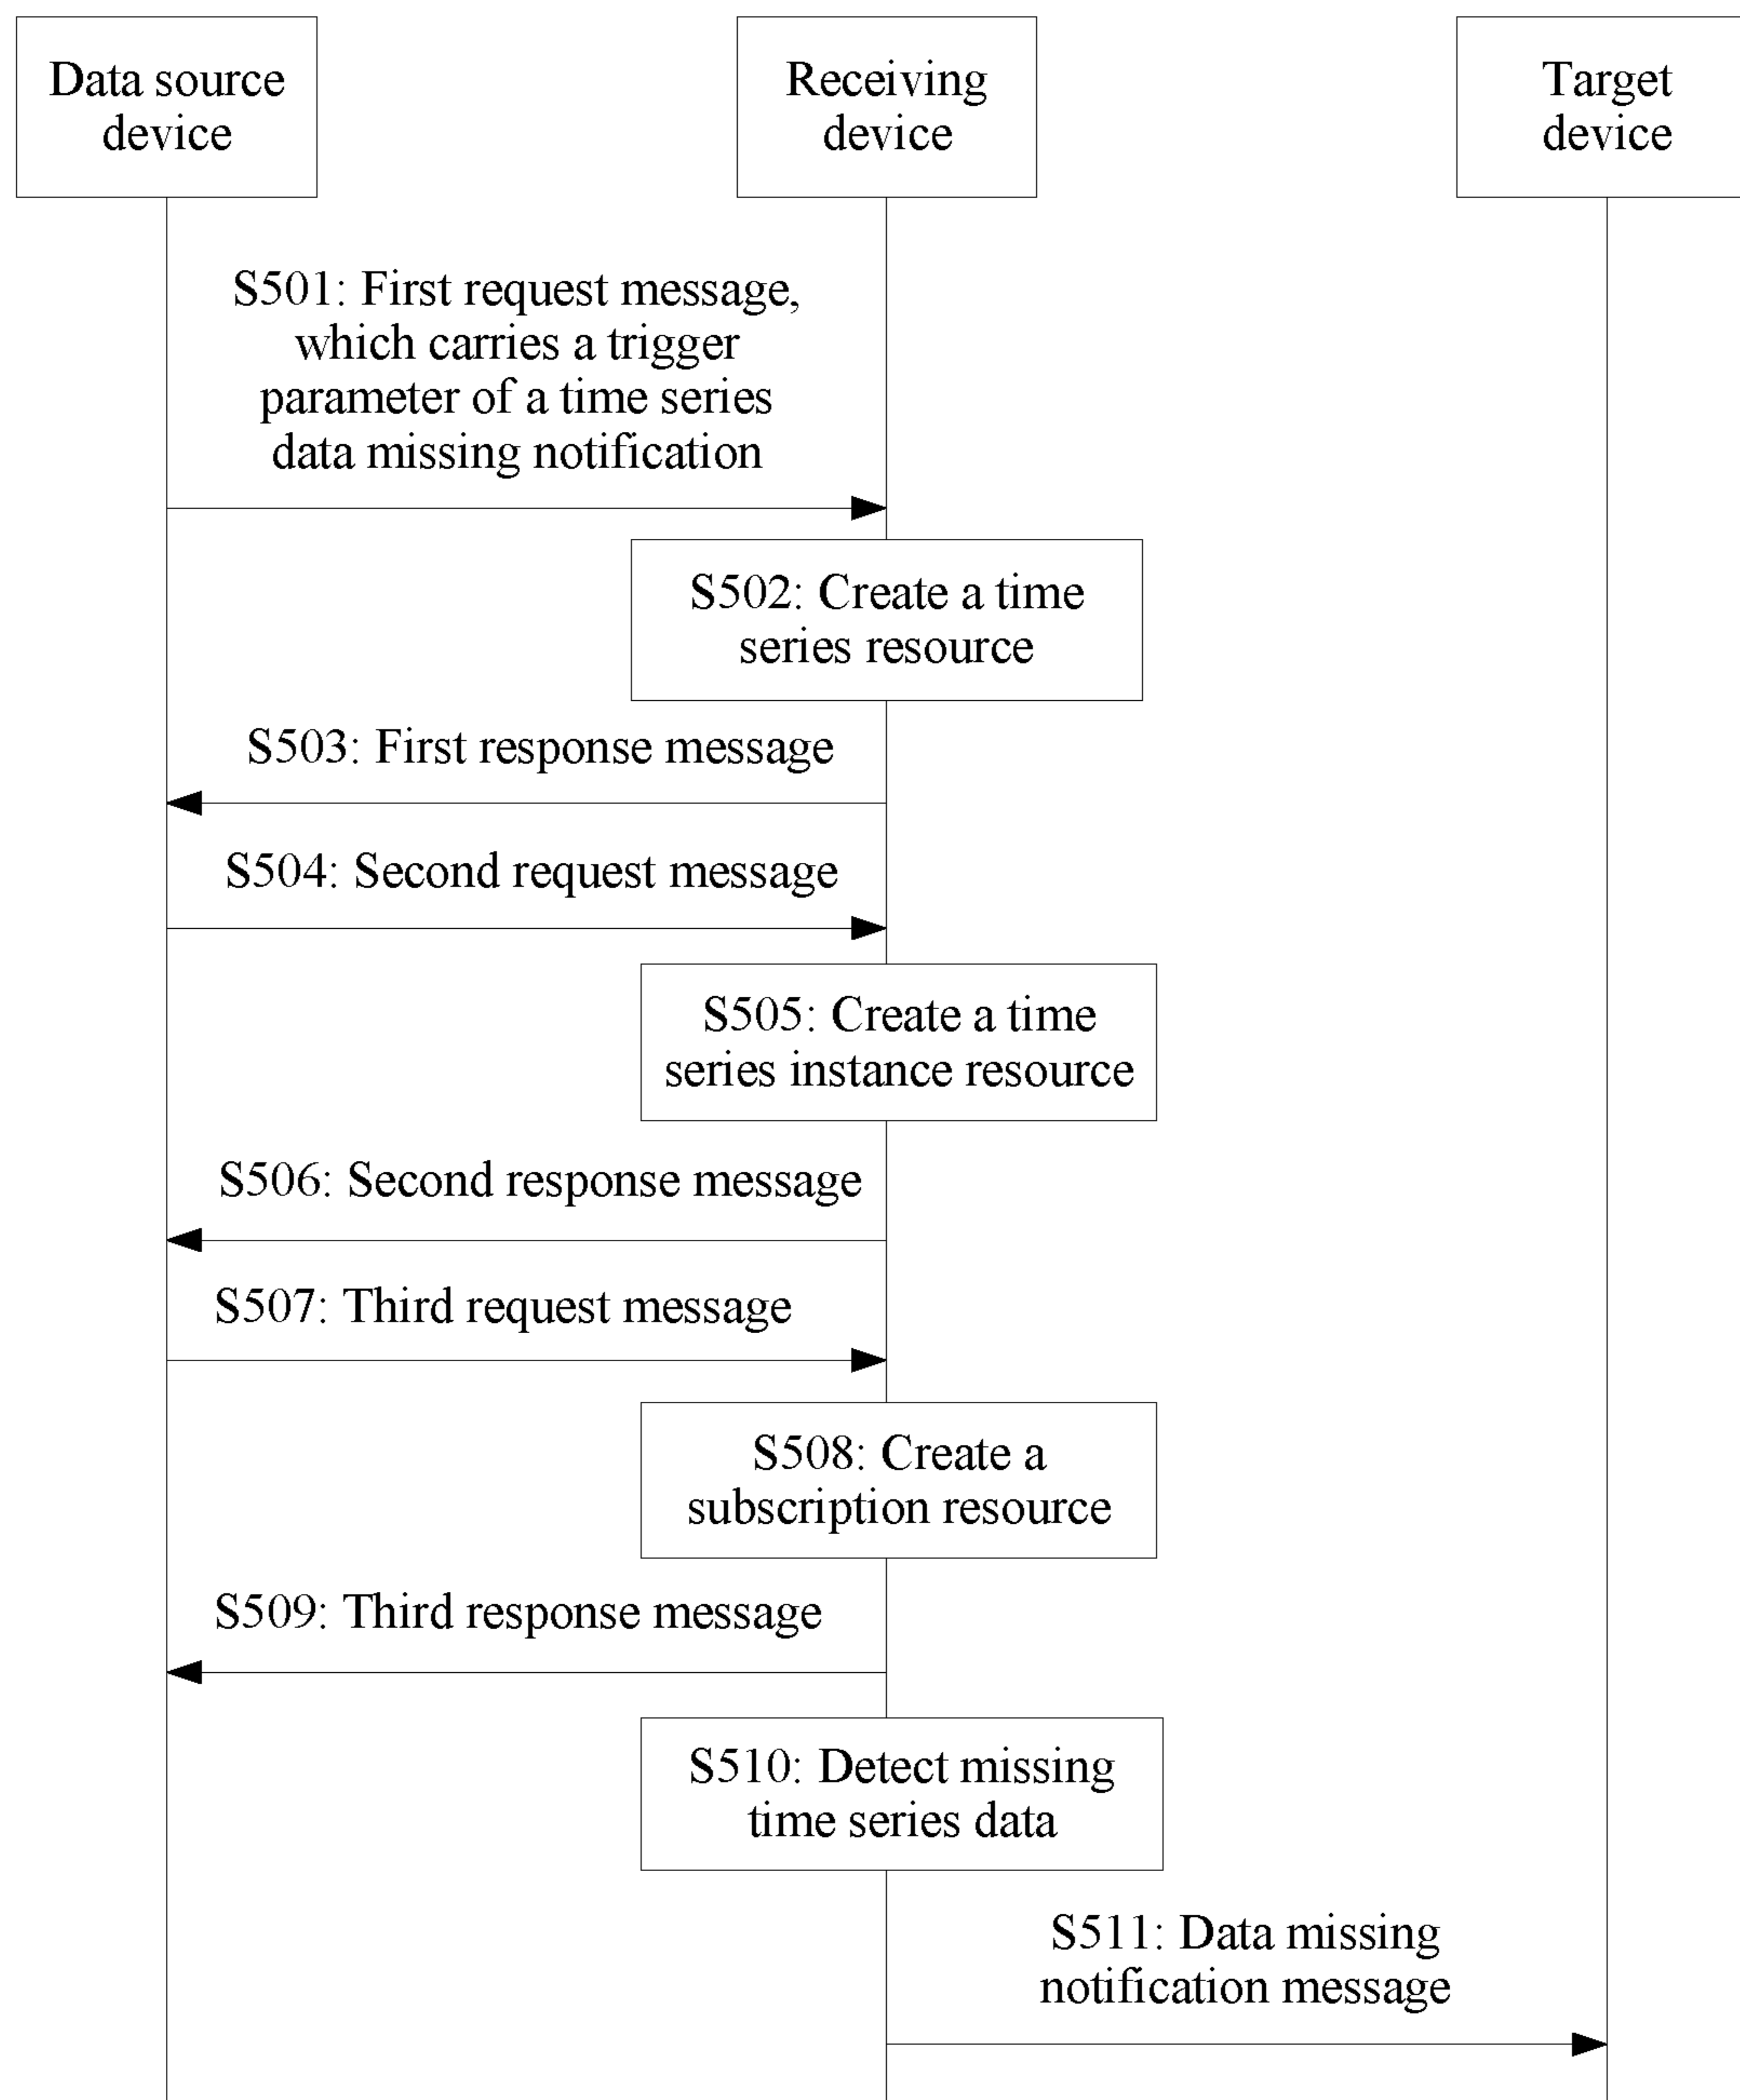 Data source
device
Receiving
device
Target
device
S501: First request message,
which carries a trigger
parameter of a time series
data missing notification
S502: Create a time
series resource
S503: First response message
S504: Second request message
S505: Create a time
series instance resource
S506: Second response message
S507: Third request message
S508: Create a
subscription resource
S509: Third response message
S510: Detect missing
time series data
S511: Data missing
notification message